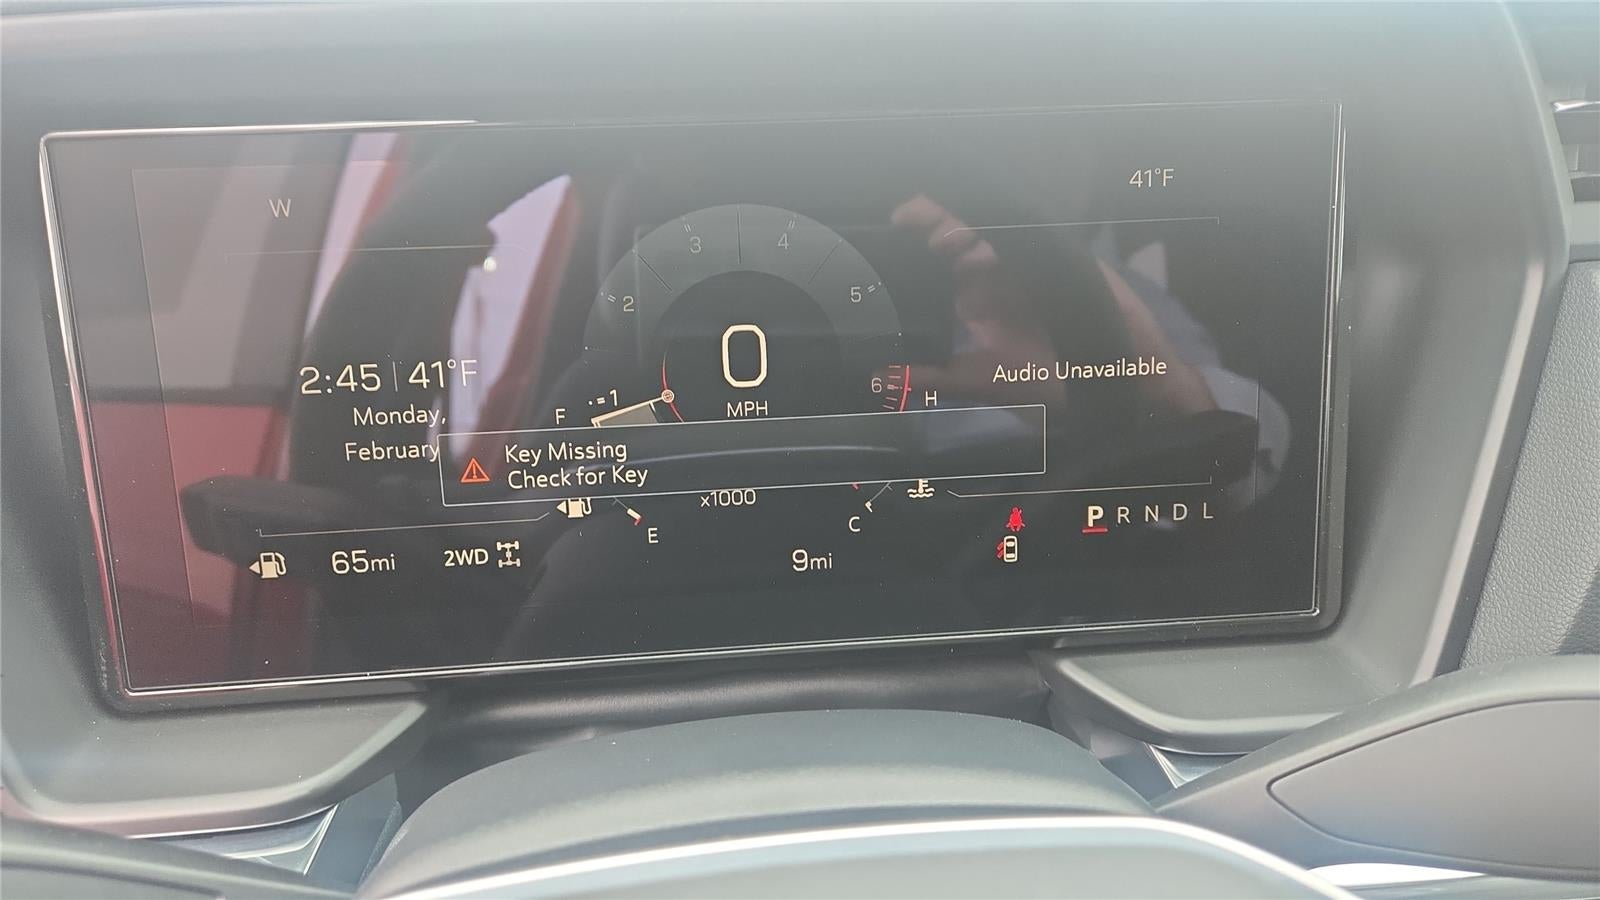 W
41°F
3
4
2
5
0
2:45 | 41°F
Audio Unavailable
1
6
H
F
MPH
Monday,
February
Key Missing
Check for Key
x1000
E
C
P R N D L
65mi
2WD
9mi